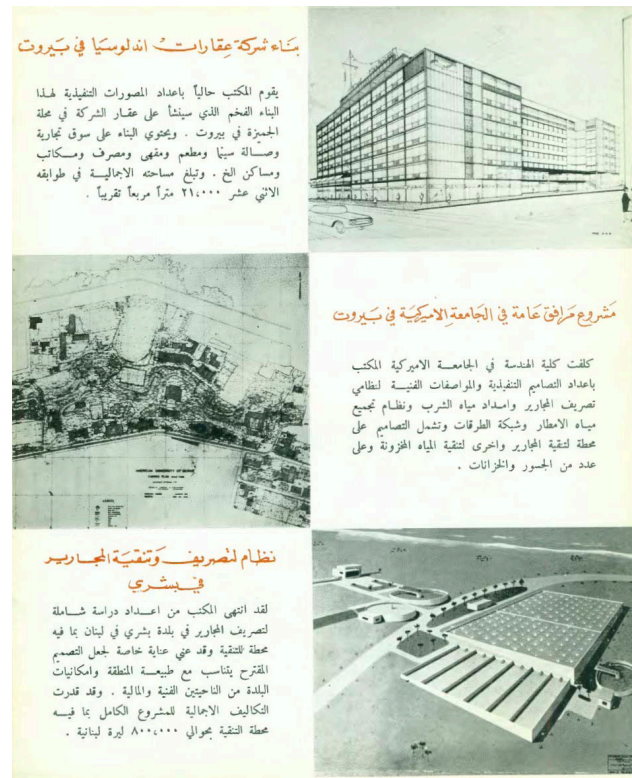 بناء شركة عقارات اندلوسيا في بيروت
يقوم المكتب حالياً باعداد المصورات التنفيذية لهذا
البناء الفخم الذي سينشأ على عقار الشركة في محلة
الجميزة في بيروت . ويحتوي البناء على سوق تجارية
وصالة سينما ومطعم ومقهى ومصرف ومكاتب
ومساكن الخ . وتبلغ مساحته الاجمالية في طوابقه
الاثني عشر ٢١،٠٠٠ متراً مربعاً تقريباً .
مشروع مرافق عامة في الجامعة الاميركية في بيروت
كلفت كلية الهندسة في الجامعة الاميركية المكتب
باعداد التصاميم التنفيذية والمواصفات الفنية لنظامي
تصريف المجارير وامداد مياه الشرب ونظام تجميع
مياه الامطار وشبكة الطرقات وتشمل التصاميم على
محطة لتنقية المجارير واخرى لتنقية المياه المخزونة وعلى
عدد من الجسور والخزانات .
AMERICAN UNIVERSITY OF BEIRUT
نظام لتصريف وتنقية المجارير
في بشري
لقد انتهى المكتب من اعداد دراسة شاملة
لتصريف المجارير في بلدة بشري في لبنان بما فيه
محطة للتنقية وقد عني عناية خاصة لجعل التصميم
المقترح يتناسب مع طبيعة المنطقة وامكانيات
البلدة من الناحيتين الفنية والمالية . وقد قدرت
التكاليف الاجمالية للمشروع الكامل بما فيه
محطة التنقية بحوالي ٨٠٠،٠٠٠ ليرة لبنانية .